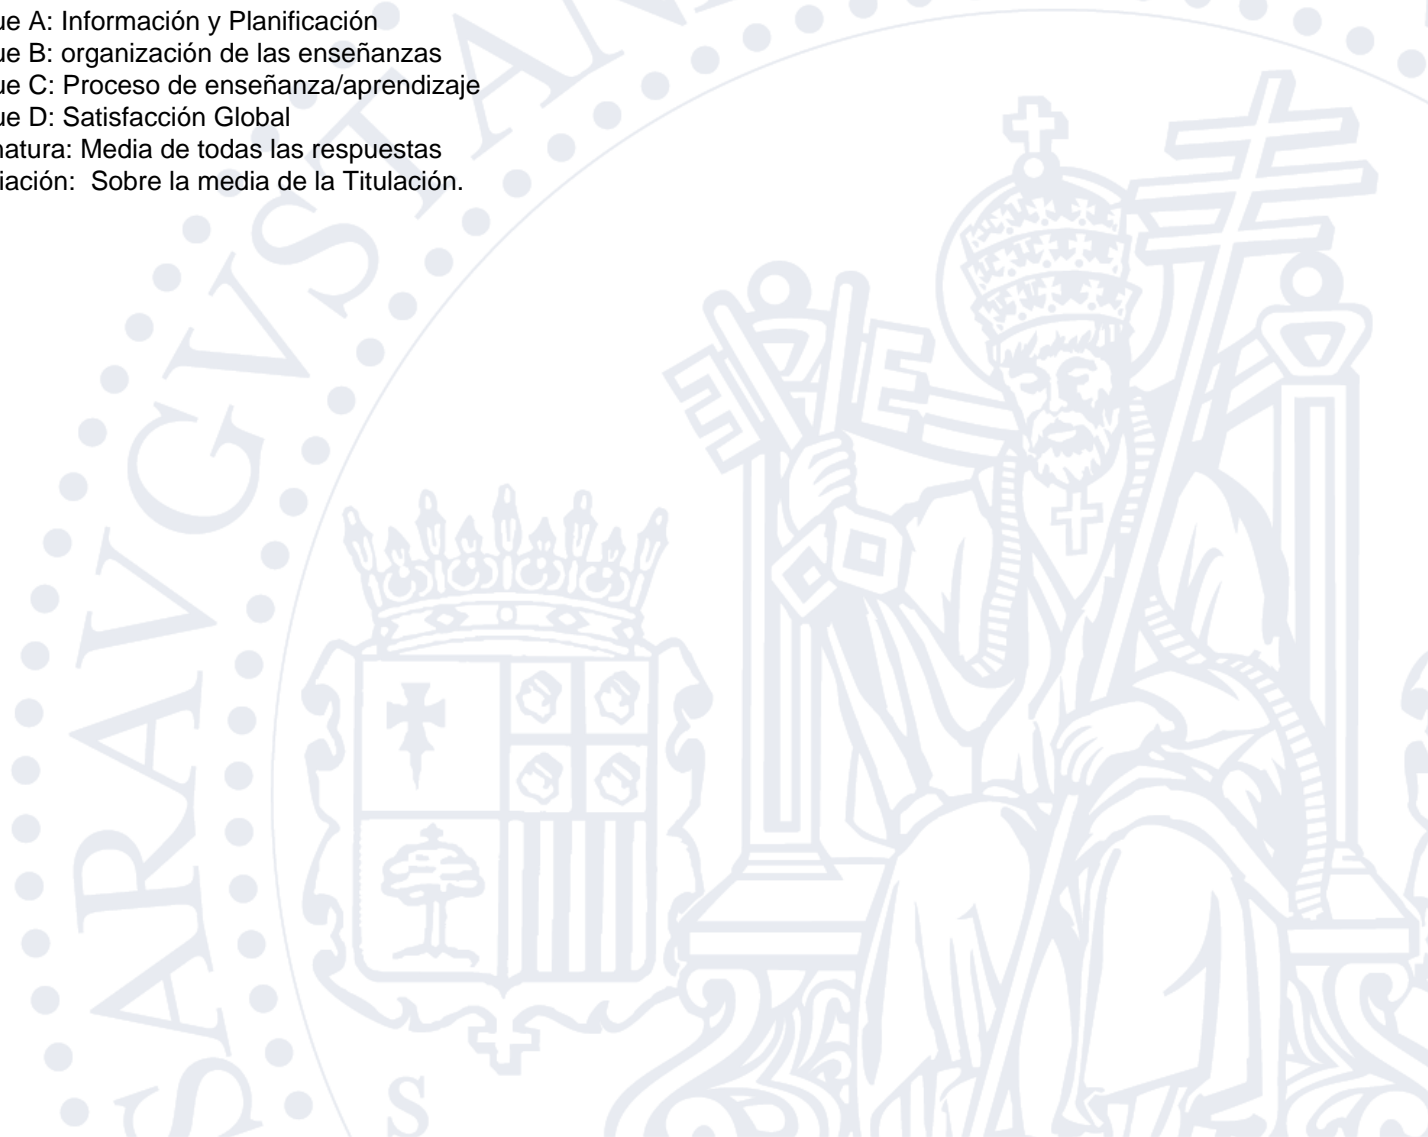 ue A: Información y Planificación
ue B: organización de las enseñanzas
ue C: Proceso de enseñanza/aprendizaje
ue D: Satisfacción Global
natura: Media de todas las respuestas
iación: Sobre la media de la Titulación.
SARAVGVSTAN
S